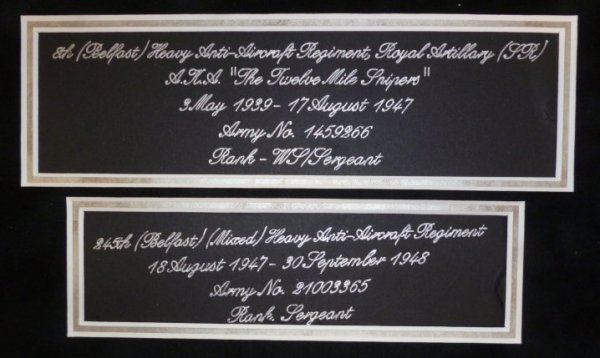 8th (Belfast) Heavy Anti-Aircraft Regiment, Royal Artillary (SR)
A.K.A. "The Twelve Mile Snipers"
3 May 1939 - 17 August 1947
Army No. 1459366
Rank - WS/Sergeant
245th (Belfast) (Mixed) Heavy Anti-Aircraft Regiment
18 August 1947 - 30 September 1948
Army No. 21003365
Rank. Sergeant